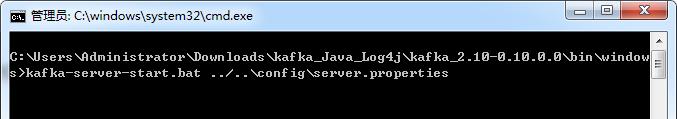 管理员: C:\windows\system32\cmd.exe
C:\Users\Administrator\Downloads\kafka_Java_Log4j\kafka_2.10-0.10.0.0\bin\window
s>kafka-server-start.bat ../..\config\server.properties